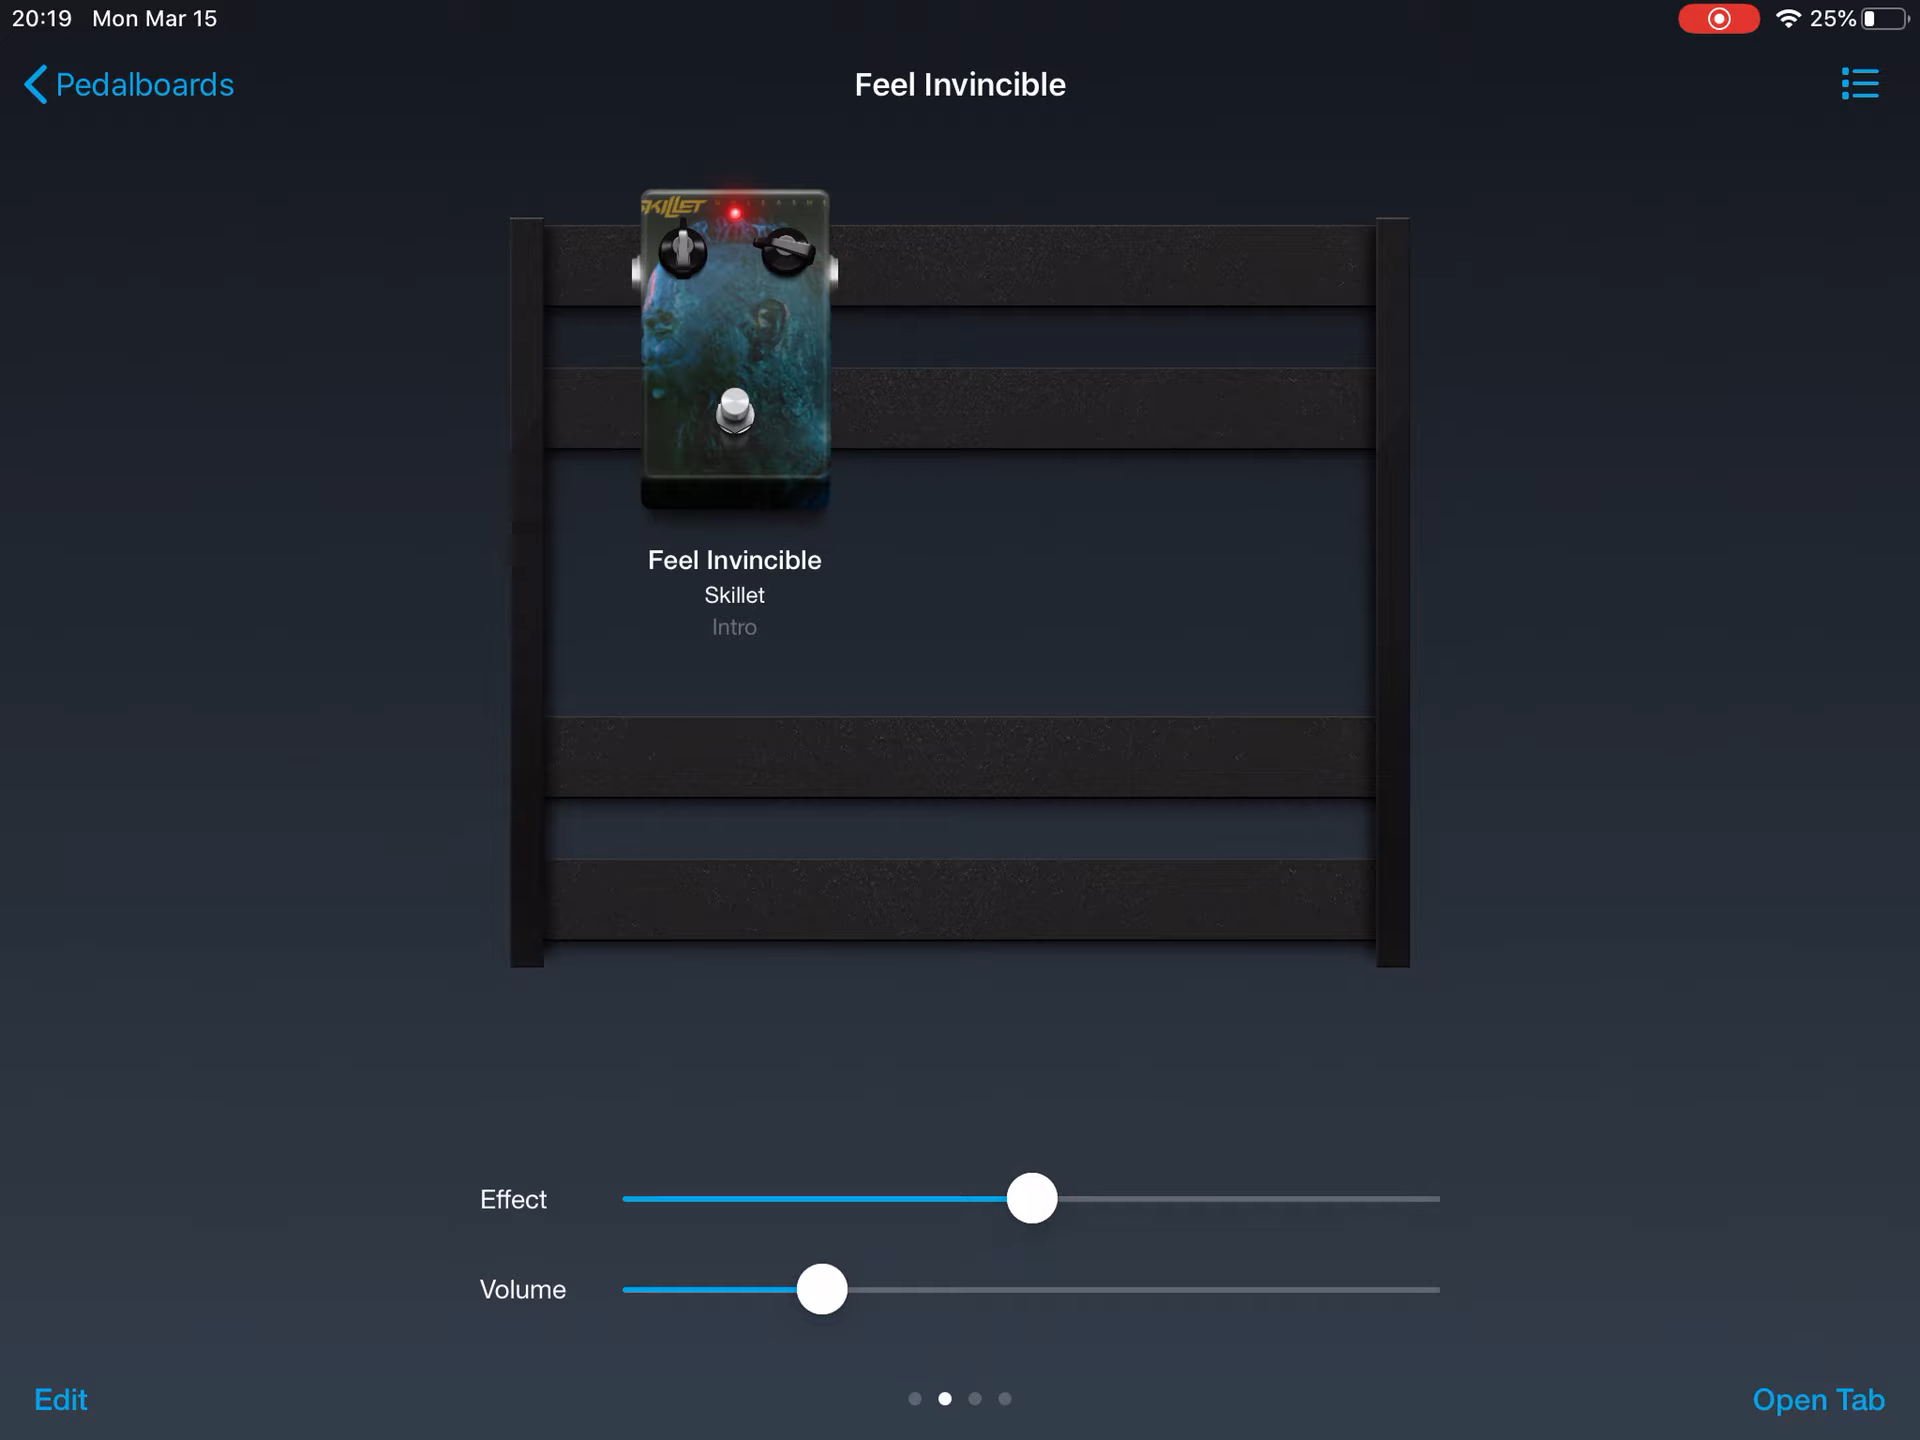 20:19 Mon Mar 15
25%
Pedalboards
Feel Invincible
SKILLET UNLEASHE
Feel Invincible
Skillet
Intro
Effect
Volume
Edit
Open Tab